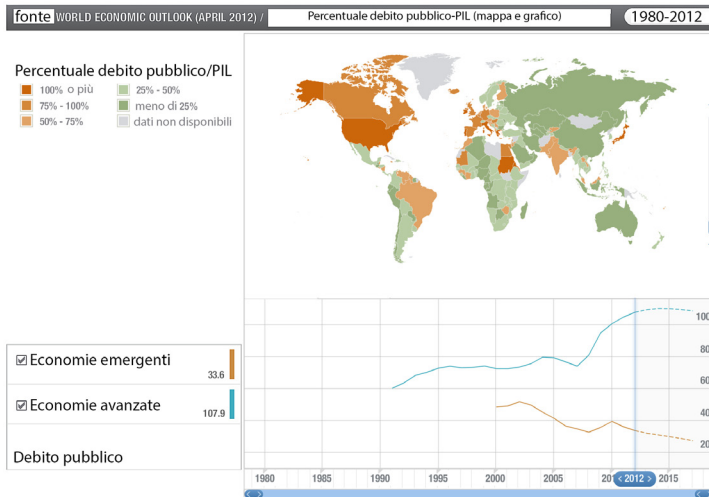 fonte WORLD ECONOMIC OUTLOOK (APRIL 2012) / Percentuale debito pubblico-PIL (mappa e grafico) 1980-2012
Percentuale debito pubblico/PIL
100% o più 25% - 50%
75% - 100% meno di 25%
50% - 75% dati non disponibili
100
80
60
40
20
Economie emergenti
33.6
Economie avanzate
107.9
Debito pubblico
1980 1985 1990 1995 2000 2005 < 2012 > 2015